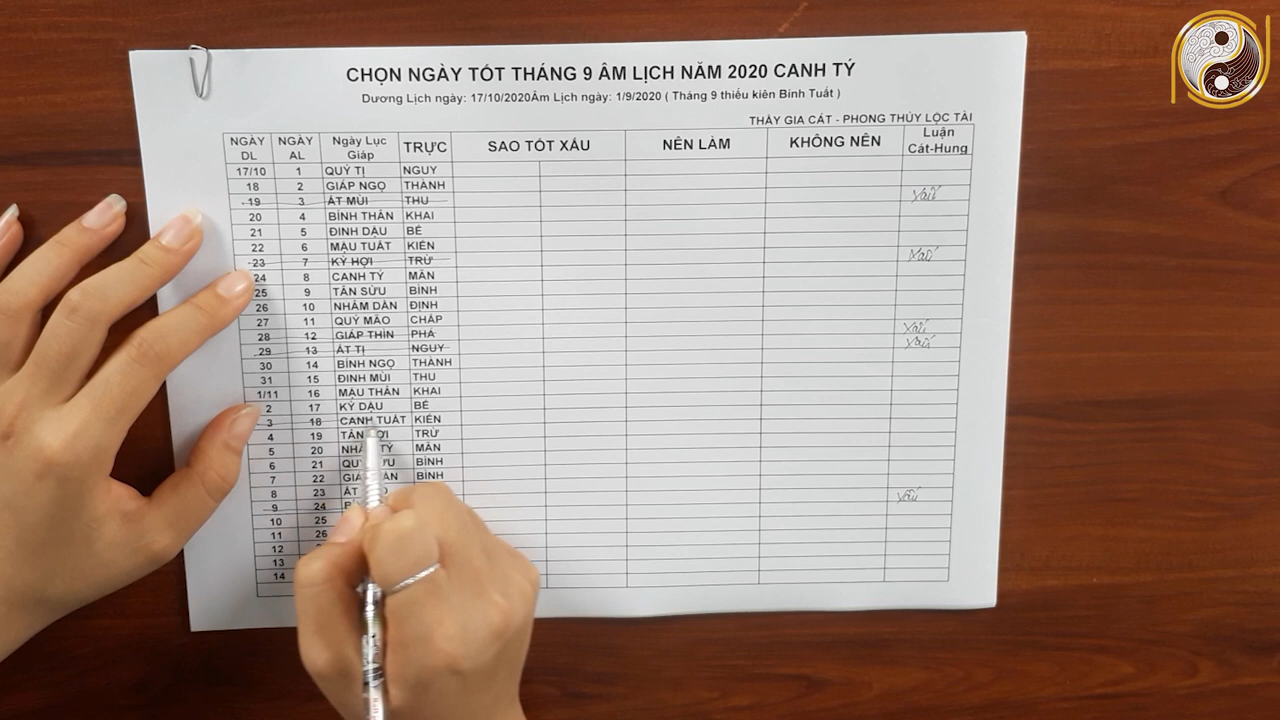 CHỌN NGÀY TỐT THÁNG 9 ÂM LỊCH NĂM 2020 CANH TÝ
Dương Lịch ngày: 17/10/2020Âm Lịch ngày: 1/9/2020 ( Tháng 9 thiếu kiên Bính Tuất )
THẦY GIA CÁT - PHONG THỦY LỘC TÀI
NGÀY DL NGÀY AL Ngày Lục Giáp TRỰC SAO TỐT XẤU NÊN LÀM KHÔNG NÊN Luận Cát-Hung
17/10 1 QUÝ TỊ NGUY
18 2 GIÁP NGỌ THÀNH
19 3 ẤT MÙI THU Xấu
20 4 BÍNH THÂN KHAI
21 5 ĐINH DẬU BẾ
22 6 MẬU TUẤT KIẾN
23 7 KỶ HỢI TRỪ Xấu
24 8 CANH TÝ MÃN
25 9 TÂN SỬU BÌNH
26 10 NHÂM DẦN ĐỊNH
27 11 QUÝ MÃO CHẤP
28 12 GIÁP THÌN PHÁ Xấu
29 13 ẤT TỊ NGUY Xấu
30 14 BÍNH NGỌ THÀNH
31 15 ĐINH MÙI THU
1/11 16 MẬU THÂN KHAI
2 17 KỶ DẬU BẾ
3 18 CANH TUẤT KIẾN
4 19 TÂN TRỪ
5 20 MÃN
6 21 BÌNH
7 22 BÌNH
8 23 ẤT
9 24 Xấu
10 25
11 26
12
13
14